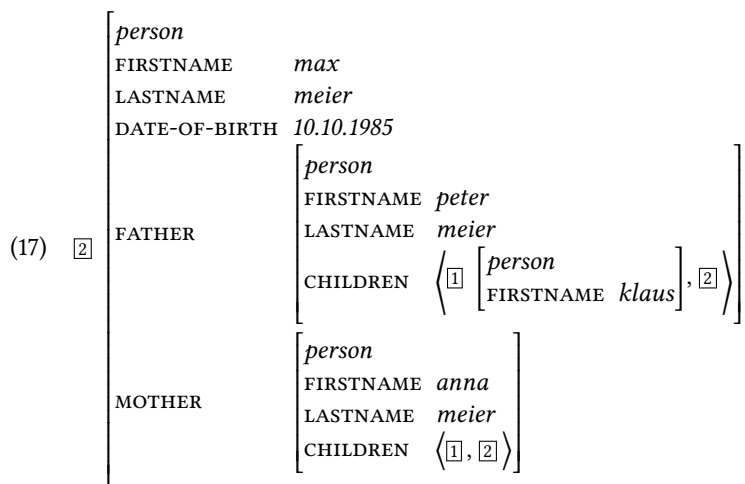 person
FIRSTNAME max
LASTNAME meier
DATE-OF-BIRTH 10.10.1985
person
FIRSTNAME peter
LASTNAME meier
(17) 2 FATHER
CHILDREN ⟨ 1 [ person
FIRSTNAME klaus ] , 2 ⟩
person
FIRSTNAME anna
LASTNAME meier
MOTHER
CHILDREN ⟨ 1 , 2 ⟩